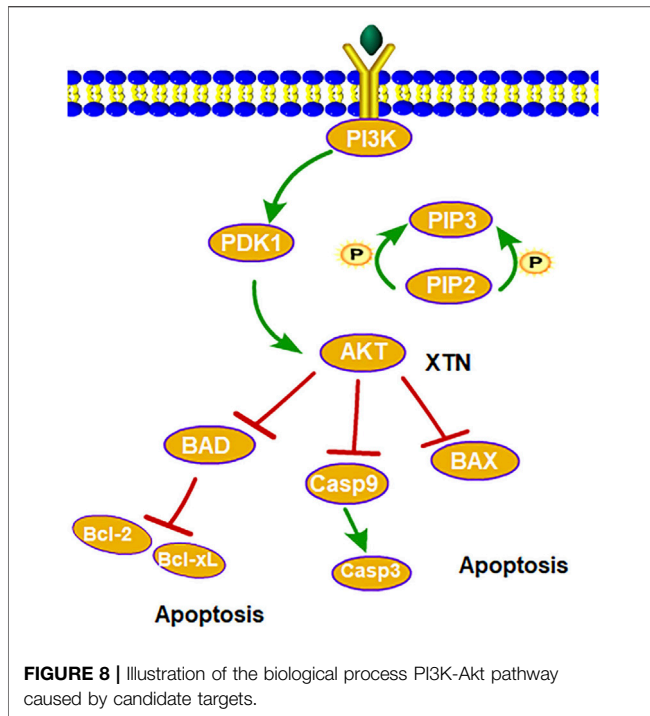 PI3K
PDK1
PIP3
P
P
PIP2
AKT
XTN
BAD
BAX
Casp9
Bcl-2
Bcl-xL
Casp3
Apoptosis
Apoptosis
FIGURE 8 | Illustration of the biological process PI3K-Akt pathway
caused by candidate targets.